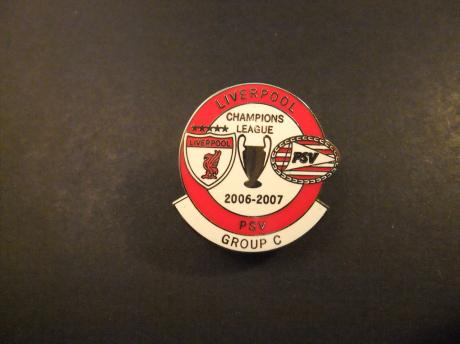 LIVERPOOL
CHAMPIONS
LEAGUE
LIVERPOOL
PSV
2006-2007
PSV
GROUP C